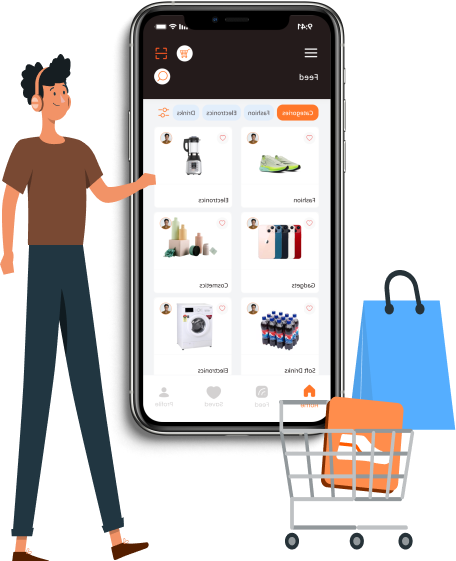 9:41
Feed
Categories Fashion Electronics Drinks
Fashion Electronics
Gadgets Cosmetics
Soft Drinks Electronics
Home Feed Saved Profile